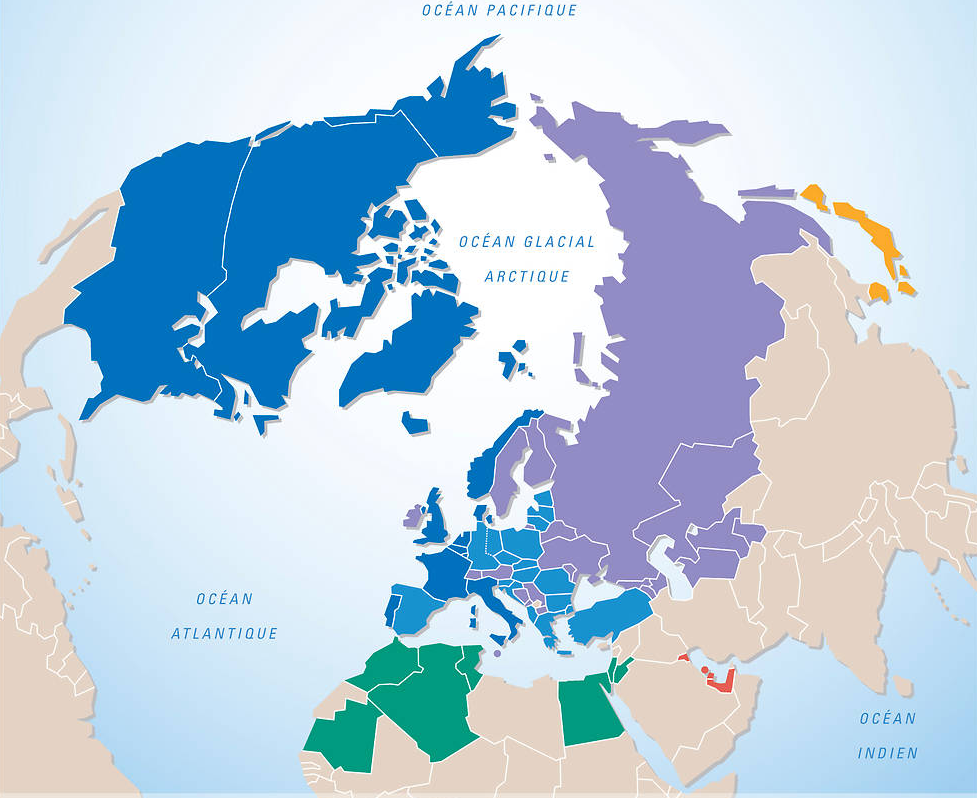 OCÉAN PACIFIQUE
OCÉAN GLACIAL
ARCTIQUE
OCÉAN
ATLANTIQUE
OCÉAN
INDIEN